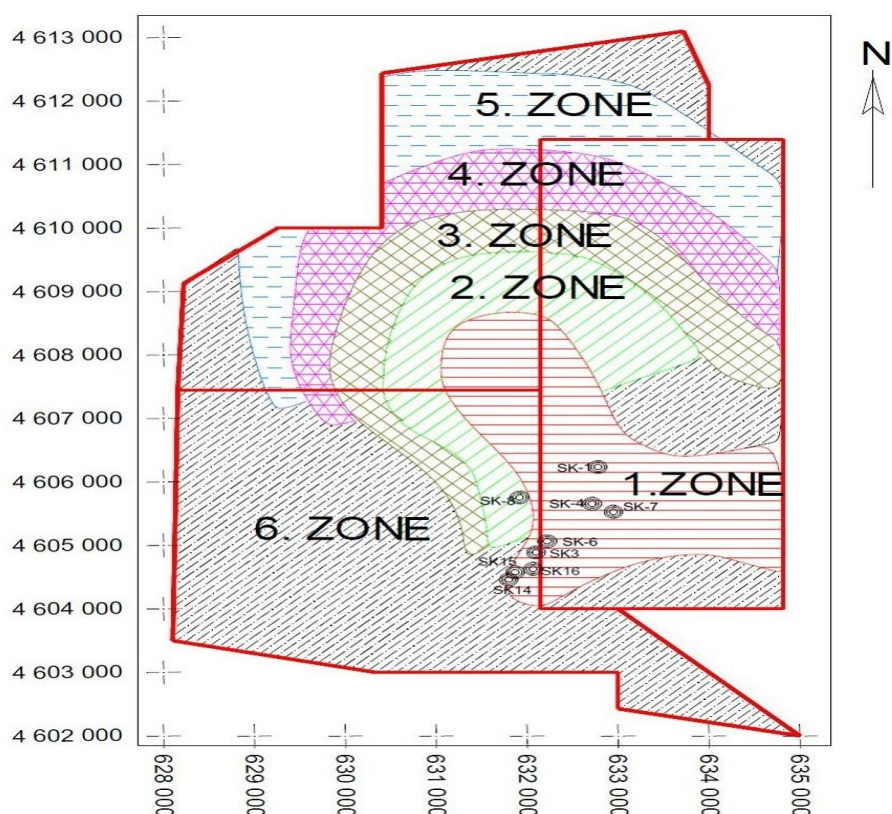 4 613 000
N
4 612 000
5. ZONE
4 611 000
4. ZONE
4 610 000
3. ZONE
4 609 000
2. ZONE
4 608 000
4 607 000
SK-1
4 606 000
1.ZONE
SK-8
SK-4
SK-7
6. ZONE
4 605 000
SK-6
SK3
SK15
SK16
SK14
4 604 000
4 603 000
4 602 000
628 000
629 000
630 000
631 000
632 000
633 000
634 000
635 000